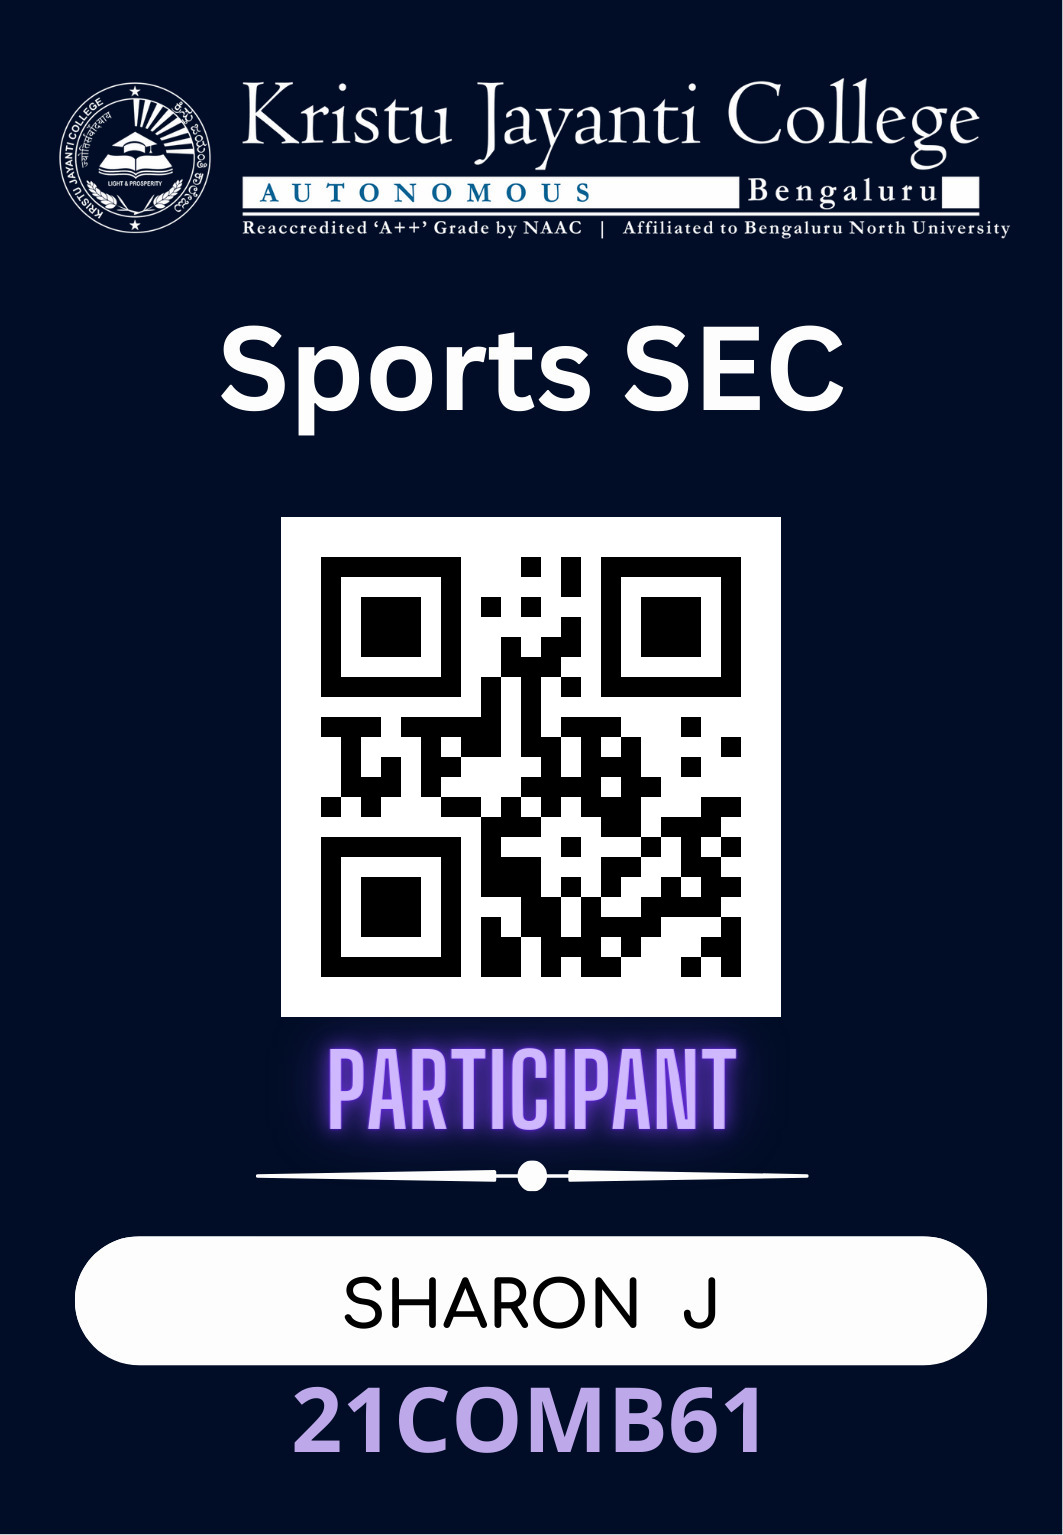 KRISTU JAYANTI COLLEGE
ಕ್ರಿಸ್ತು ಜಯಂತಿ ಕಾಲೇಜು
LIGHT & PROSPERITY
Kristu Jayanti College
AUTONOMOUS Bengaluru
Reaccredited ‘A++’ Grade by NAAC | Affiliated to Bengaluru North University
Sports SEC
PARTICIPANT
SHARON J
21COMB61